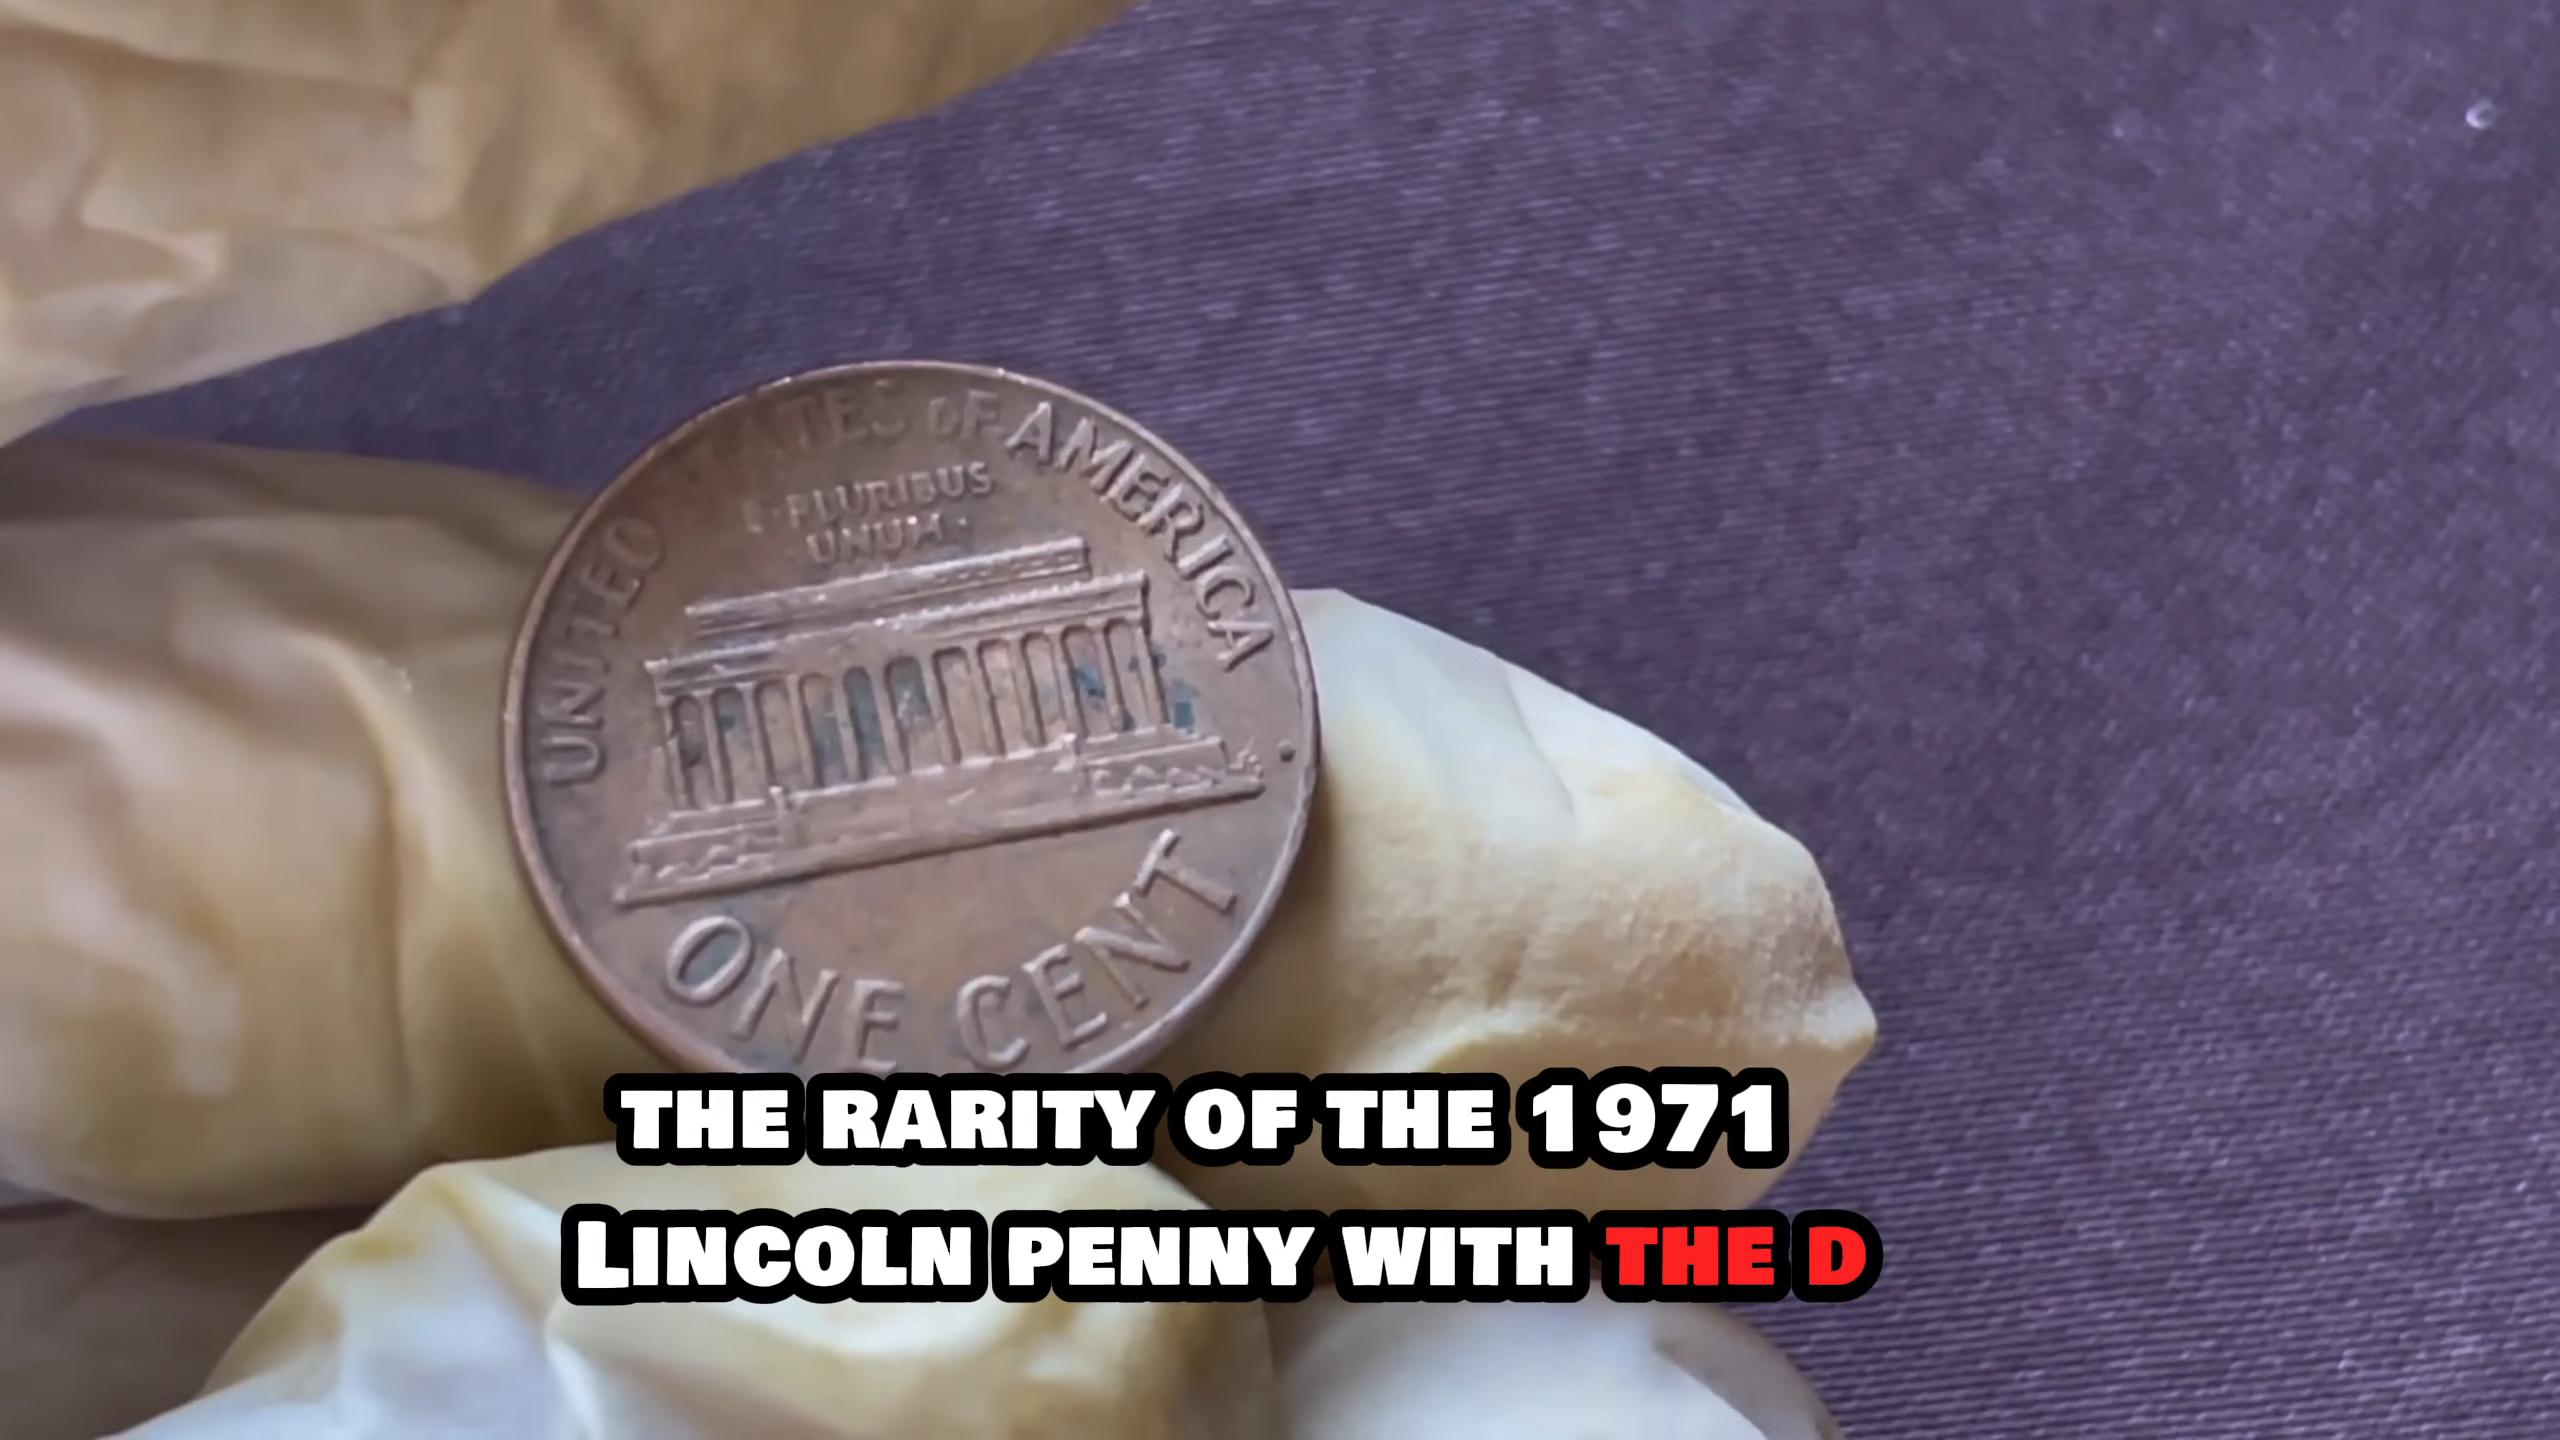 UNITED STATES OF AMERICA
E PLURIBUS
UNUM
ONE CENT
THE RARITY OF THE 1971
LINCOLN PENNY WITH THE D